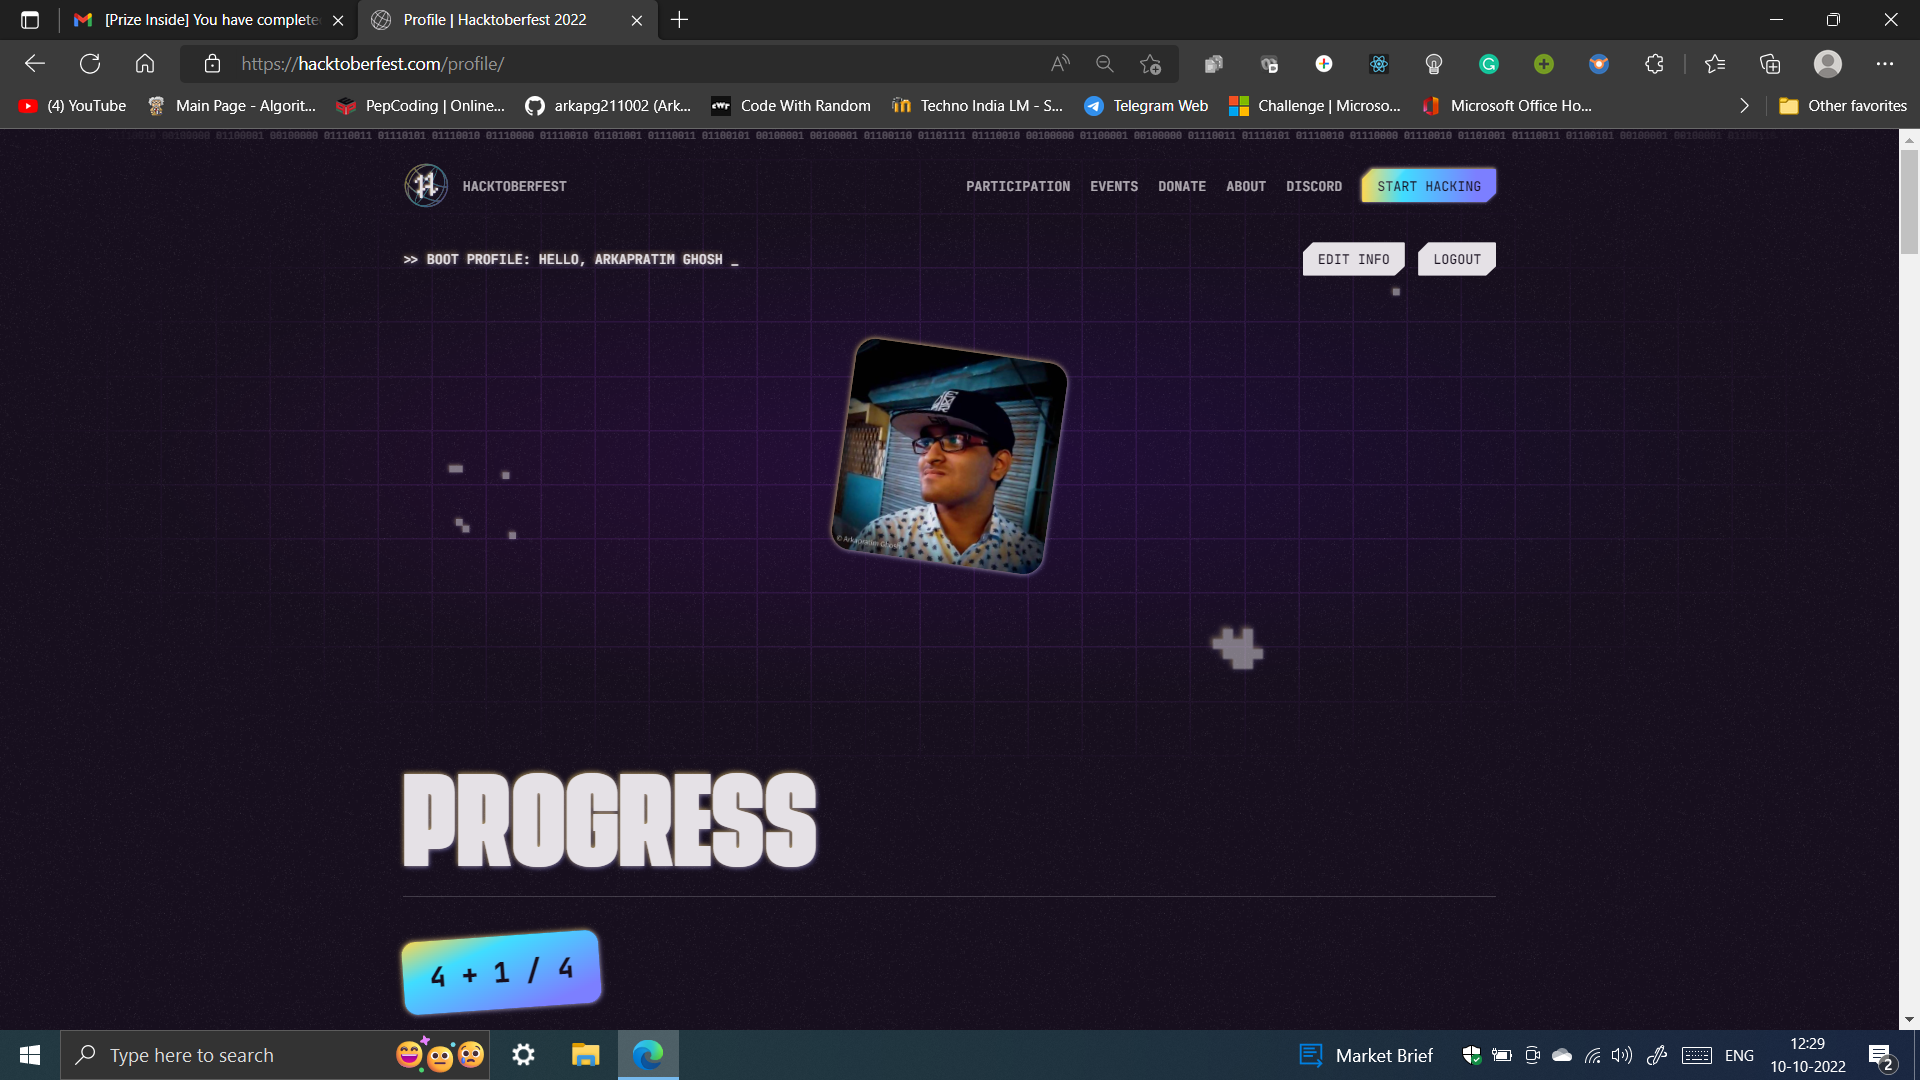 [Prize Inside] You have complete
Profile | Hacktoberfest 2022
https://hacktoberfest.com/profile/
(4) YouTube
Main Page - Algorit...
PepCoding | Online...
arkapg211002 (Ark...
Code With Random
Techno India LM - S...
Telegram Web
Challenge | Microso...
Microsoft Office Ho...
Other favorites
00100000 01100001 00100000 01110011 01110101 01110010 01110000 01110010 01101001 01110011 01100101 00100001 00100001 01100110 01101111 01110010 00100000 01100001 00100000 01110011 01110101 01110010 01110000 01110010 01101001 01110011 01100101 00100001 00100001
HACKTOBERFEST
PARTICIPATION
EVENTS
DONATE
ABOUT
DISCORD
START HACKING
>> BOOT PROFILE: HELLO, ARKAPRATIM GHOSH _
EDIT INFO
LOGOUT
© Arkapratim Ghosh
PROGRESS
4 + 1 / 4
Type here to search
Market Brief
ENG
12:29
10-10-2022
2